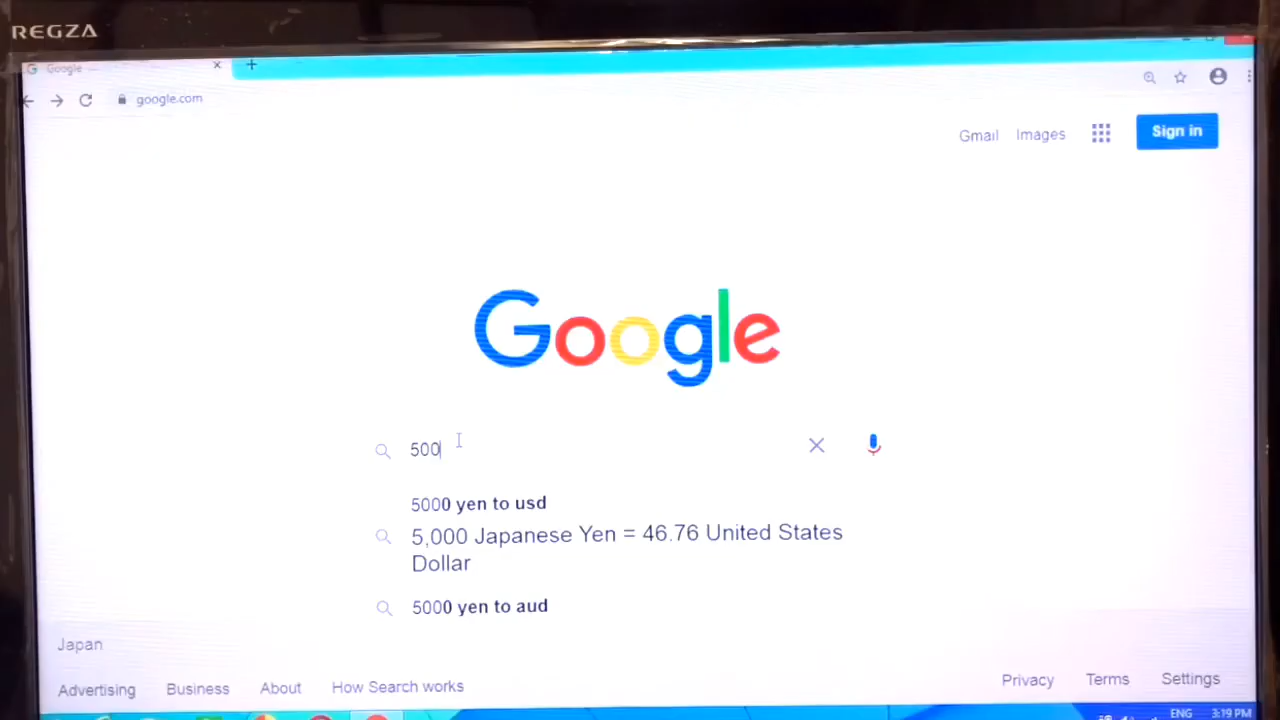 REGZA
Google
google.com
Gmail Images Sign in
Google
500
5000 yen to usd
5,000 Japanese Yen = 46.76 United States
Dollar
5000 yen to aud
Japan
Advertising Business About How Search works Privacy Terms Settings
ENG 3:19 PM